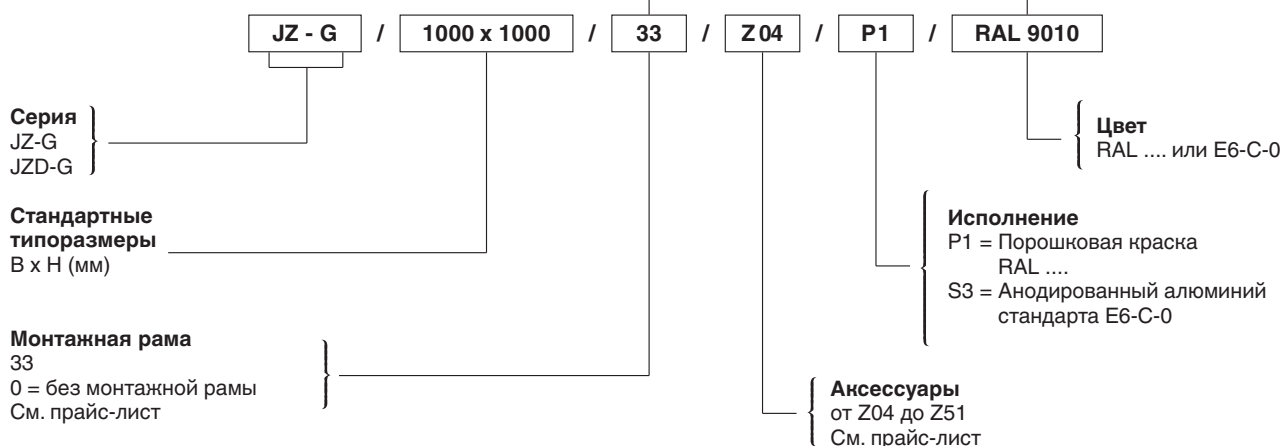 JZ - G / 1000 x 1000 / 33 / Z04 / P1 / RAL 9010
Серия
JZ-G
JZD-G
Цвет
RAL .... или E6-C-0
Стандартные
типоразмеры
B x H (мм)
Исполнение
P1 = Порошковая краска
RAL ....
S3 = Анодированный алюминий
стандарта E6-C-0
Монтажная рама
33
0 = без монтажной рамы
См. прайс-лист
Аксессуары
от Z04 до Z51
См. прайс-лист